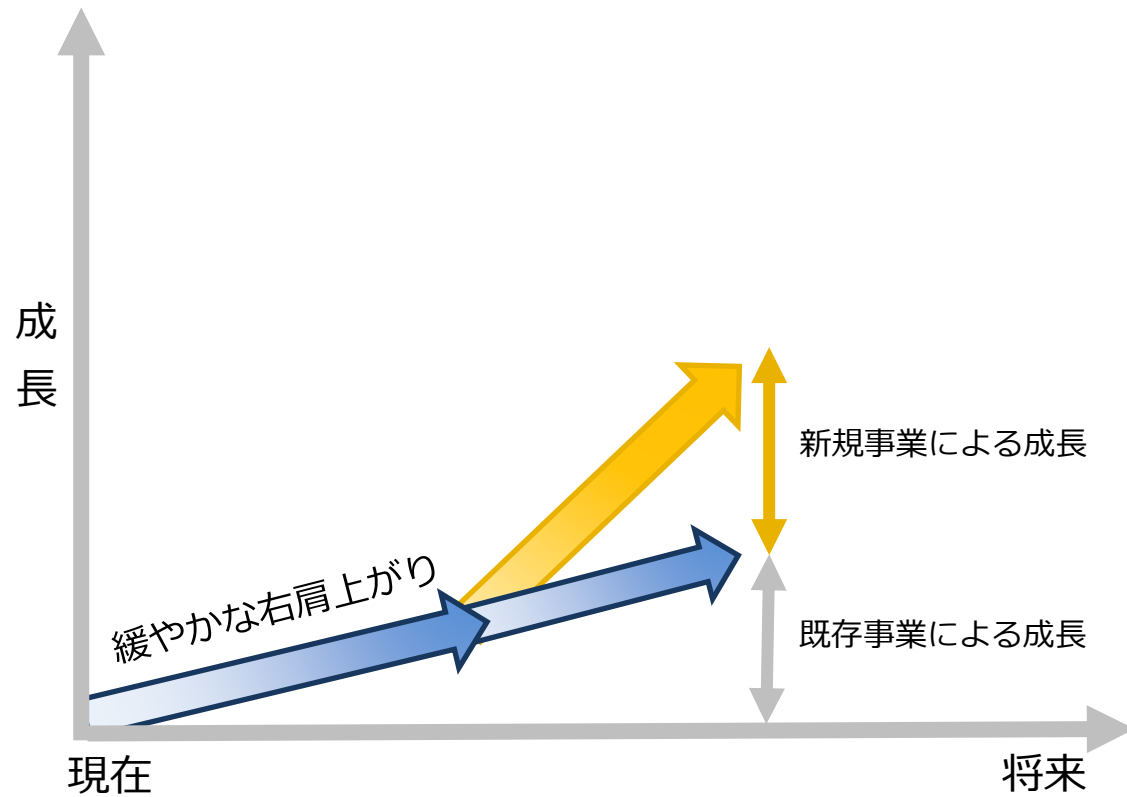 成
長
新規事業による成長
緩やかな右肩上がり
既存事業による成長
現在
将来